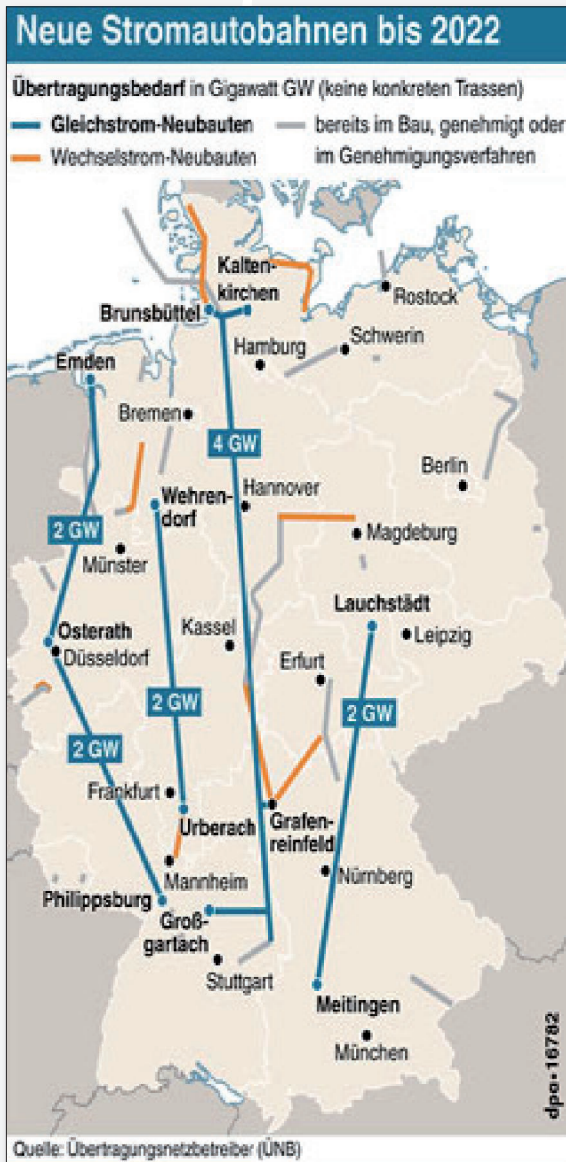 Neue Stromautobahnen bis 2022
Übertragungsbedarf in Gigawatt GW (keine konkreten Trassen)
Gleichstrom-Neubauten
Wechselstrom-Neubauten
bereits im Bau, genehmigt oder
im Genehmigungsverfahren
Kalten-
kirchen
Rostock
Brunsbüttel
Schwerin
Hamburg
Emden
Bremen
4 GW
Berlin
Wehren-
dorf
Hannover
2 GW
Magdeburg
Münster
Lauchstädt
Osterath
Kassel
Leipzig
Düsseldorf
Erfurt
2 GW
2 GW
2 GW
Frankfurt
Urberach
Grafen-
reinfeld
Mannheim
Nürnberg
Philippsburg
Groß-
gartach
Stuttgart
Meitingen
München
dpa•16782
Quelle: Übertragungsnetzbetreiber (ÜNB)